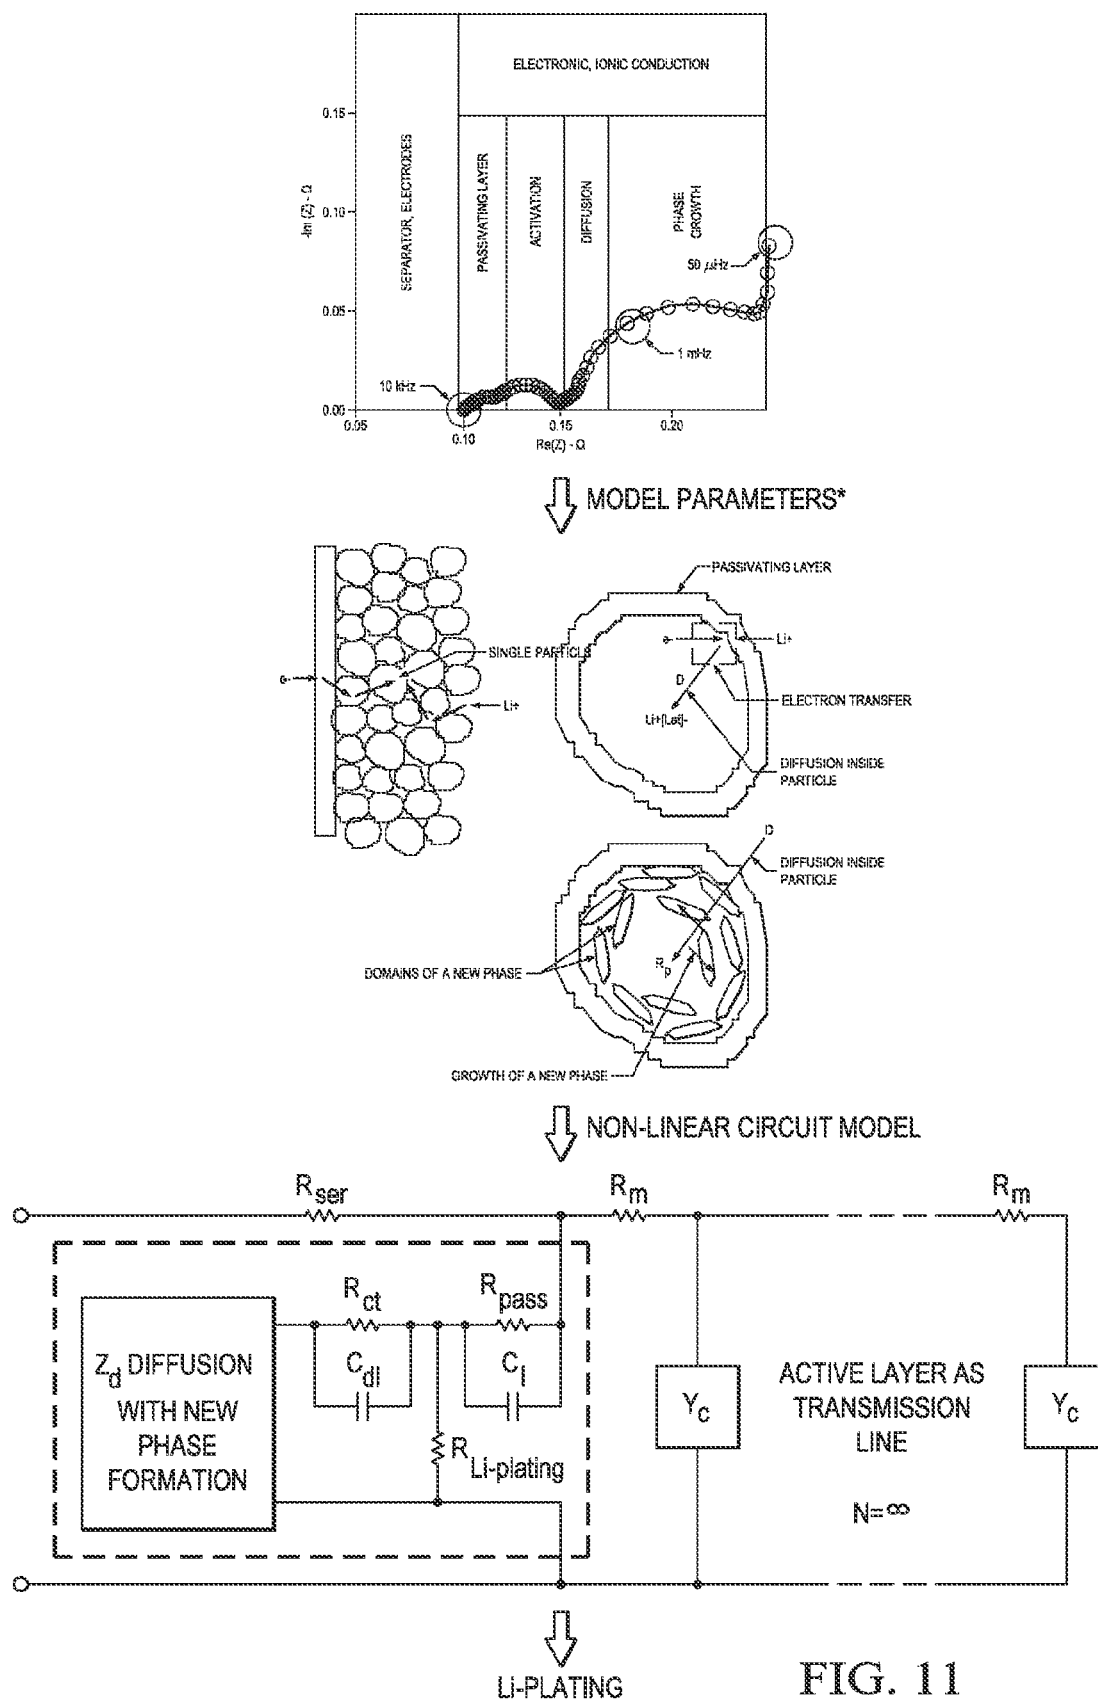 ELECTRONIC, IONIC CONDUCTION
0.15
0.10
0.05
0.00
-Im (Z) - Ω
SEPARATOR, ELECTRODES
PASSIVATING LAYER
ACTIVATION
DIFFUSION
PHASE
GROWTH
50 μHz
1 mHz
10 kHz
0.05
0.10
0.15
0.20
Re(Z) - Ω
MODEL PARAMETERS*
PASSIVATING LAYER
e-
Li+
SINGLE PARTICLE
e-
Li+
D
ELECTRON TRANSFER
Li+[Lat]-
DIFFUSION INSIDE
PARTICLE
D
DIFFUSION INSIDE
PARTICLE
DOMAINS OF A NEW PHASE
Rp
GROWTH OF A NEW PHASE
NON-LINEAR CIRCUIT MODEL
Rser
Rm
Rm
Rct
Rpass
Cdl
Cl
Zd DIFFUSION
WITH NEW
PHASE
FORMATION
RLi-plating
Yc
ACTIVE LAYER AS
TRANSMISSION
LINE
N=∞
Yc
Li-PLATING
FIG. 11